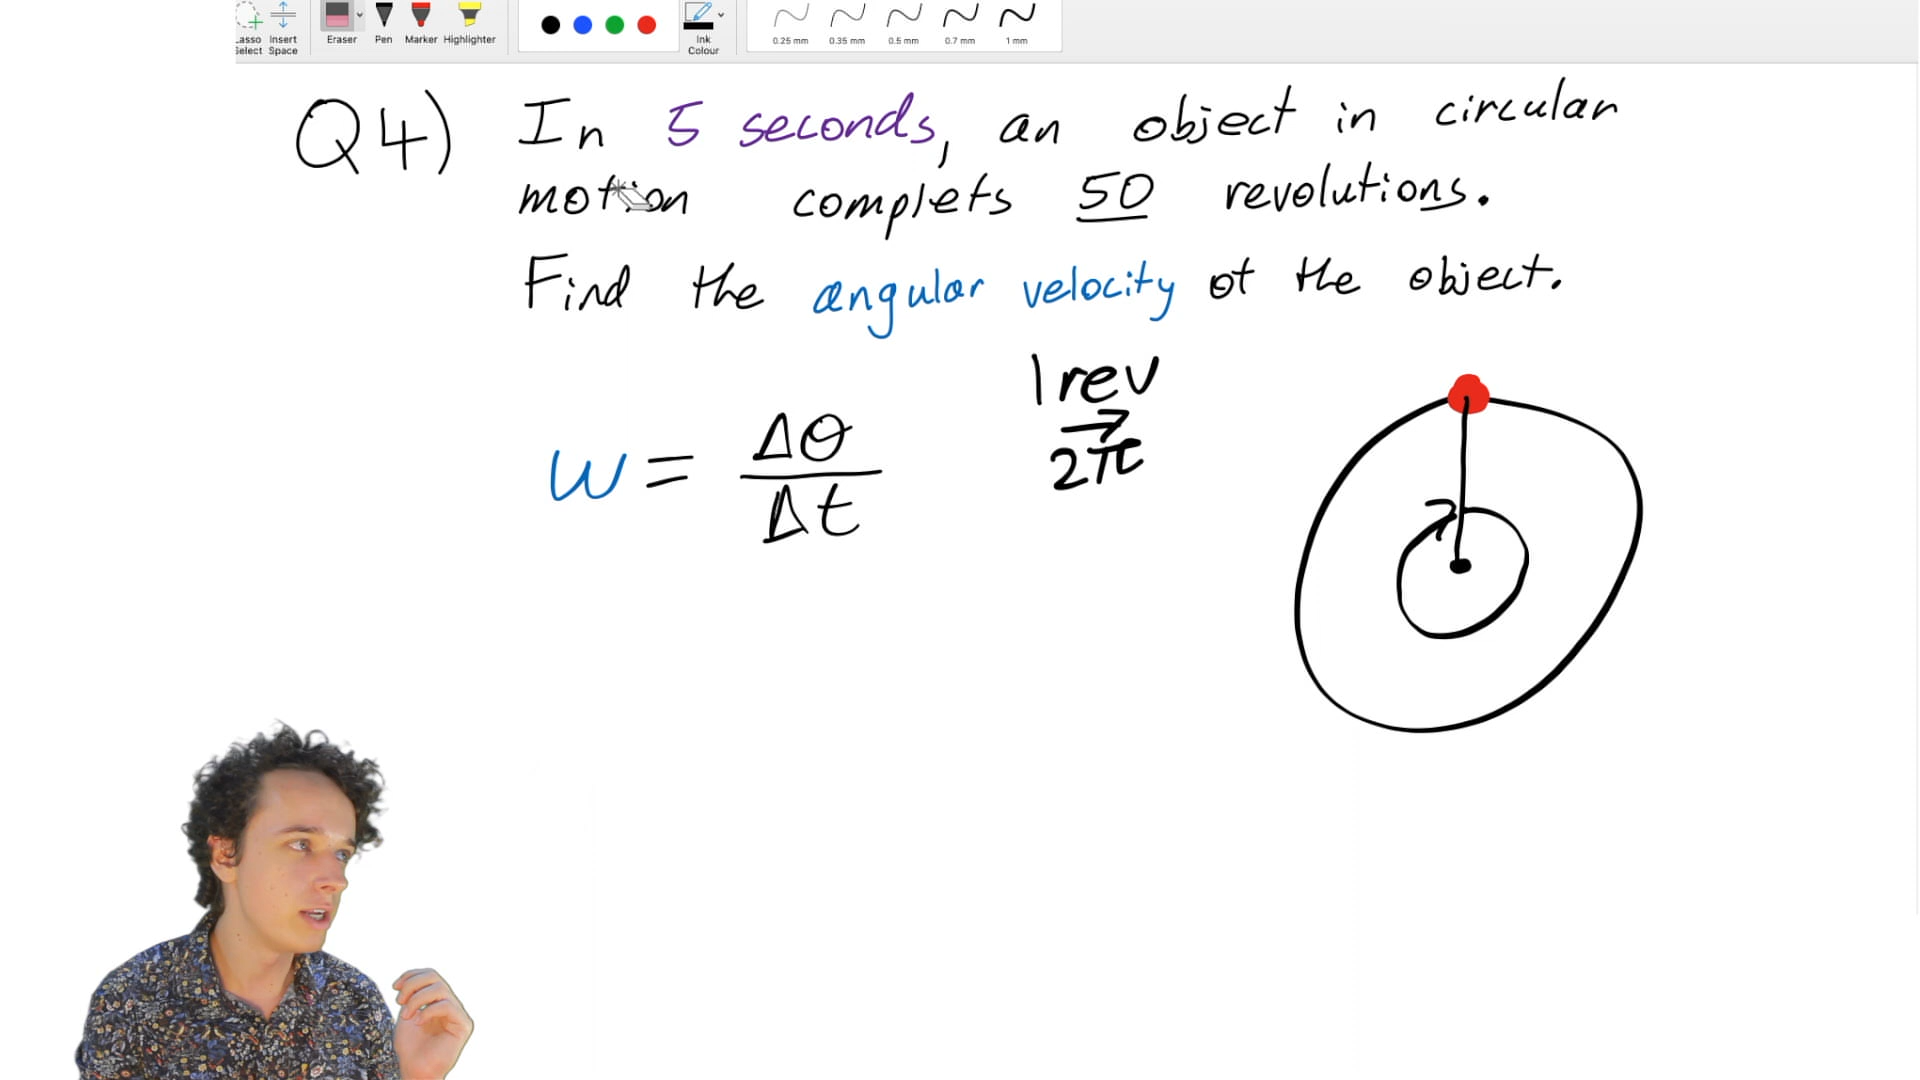 Lasso Select
Insert Space
Eraser
Pen
Marker
Highlighter
Ink Colour
0.25 mm
0.35 mm
0.5 mm
0.7 mm
1 mm
Q4) In 5 seconds, an object in circular
motion complets 50 revolutions.
Find the angular velocity of the object.
1 rev
→
2π
ω = Δθ
Δt